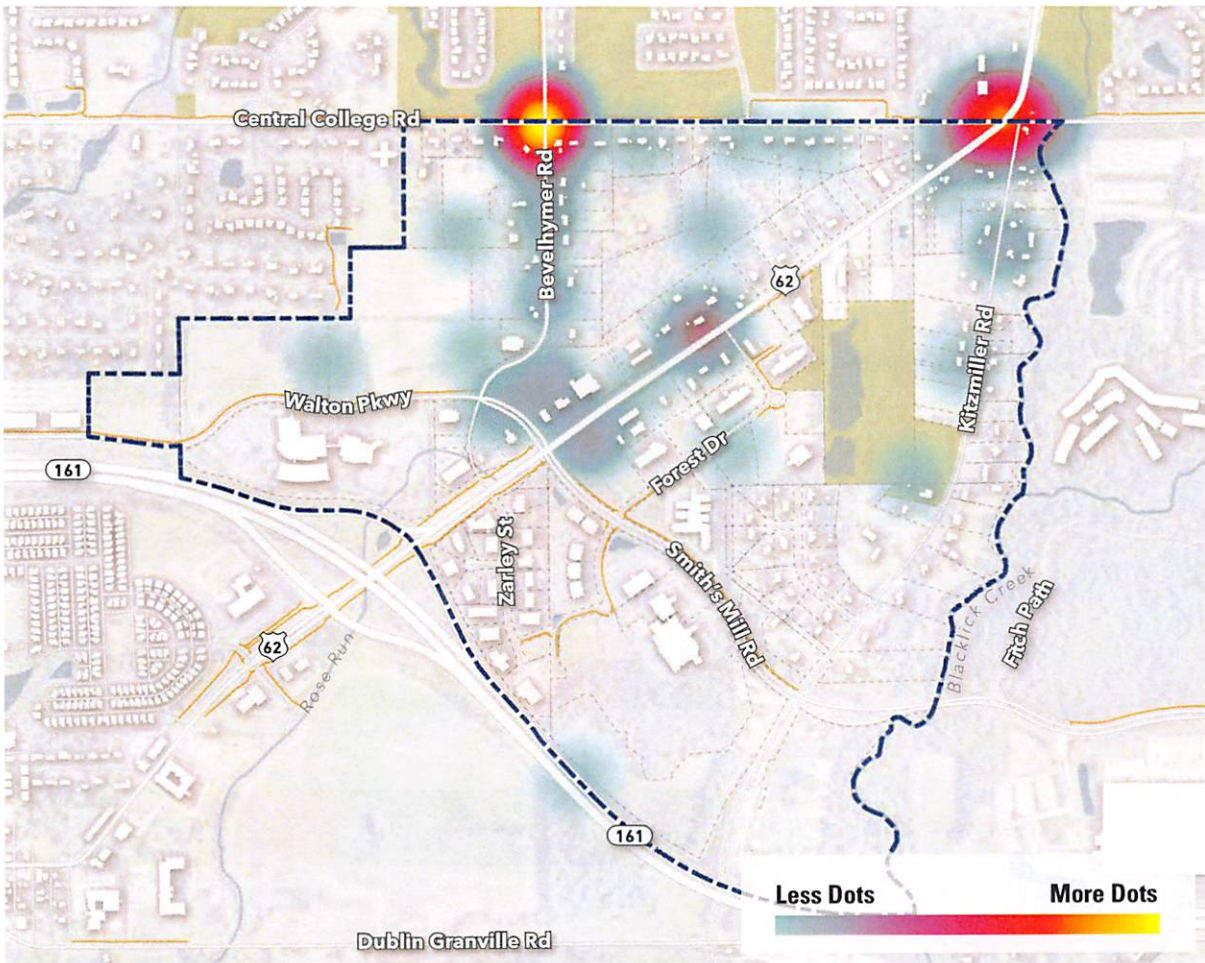 Central College Rd
Bevelhymer Rd
62
Kitzmiller Rd
Walton Pkwy
161
Forest Dr
Zarley St
Smith's Mill Rd
62
Rose Run
Blacklick Creek
Fitch Path
161
Less Dots
More Dots
Dublin Granville Rd